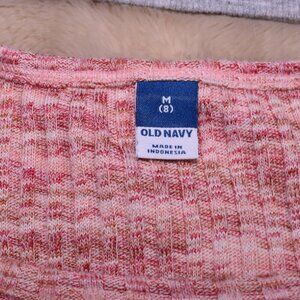 M
(8)
OLD NAVY
MADE IN
INDONESIA